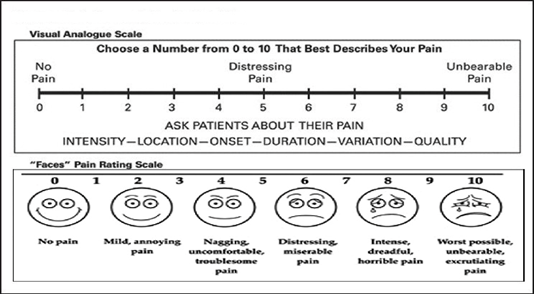 Visual Analogue Scale
Choose a Number from 0 to 10 That Best Describes Your Pain
No Distressing Unbearable
Pain Pain Pain
0 1 2 3 4 5 6 7 8 9 10
ASK PATIENTS ABOUT THEIR PAIN
INTENSITY—LOCATION—ONSET—DURATION—VARIATION—QUALITY
"Faces" Pain Rating Scale
0 1 2 3 4 5 6 7 8 9 10
No pain Mild, annoying Nagging, Distressing, Intense, Worst possible,
pain uncomfortable, miserable dreadful, unbearable,
troublesome pain horrible pain excrutiating
pain pain